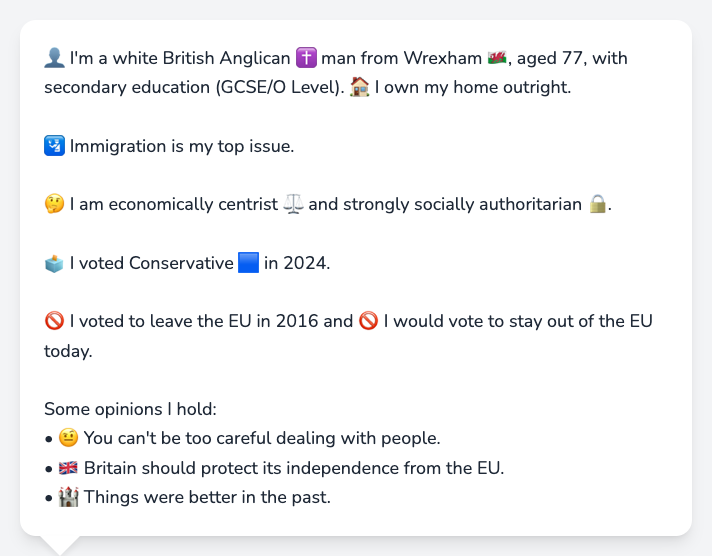 👤 I'm a white British Anglican ✝️ man from Wrexham 🏴󠁧󠁢󠁷󠁬󠁳󠁿, aged 77, with
secondary education (GCSE/O Level). 🏠 I own my home outright.
🛂 Immigration is my top issue.
🤔 I am economically centrist ⚖️ and strongly socially authoritarian 🔒.
🗳️ I voted Conservative 🟦 in 2024.
🚫 I voted to leave the EU in 2016 and 🚫 I would vote to stay out of the EU
today.
Some opinions I hold:
• 🤨 You can't be too careful dealing with people.
• 🇬🇧 Britain should protect its independence from the EU.
• 🏰 Things were better in the past.